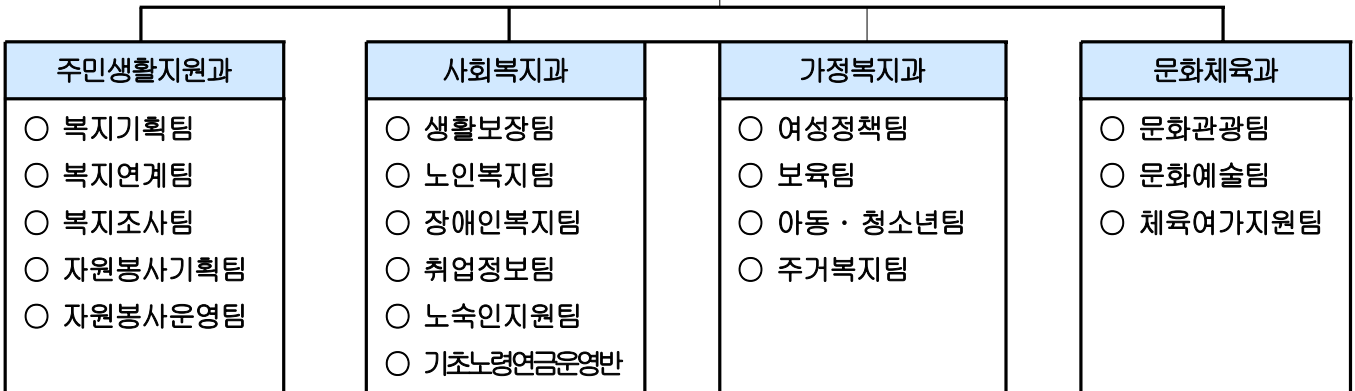 주민생활지원과
○ 복지기획팀
○ 복지연계팀
○ 복지조사팀
○ 자원봉사기획팀
○ 자원봉사운영팀
사회복지과
○ 생활보장팀
○ 노인복지팀
○ 장애인복지팀
○ 취업정보팀
○ 노숙인지원팀
○ 기초노령연금운영반
가정복지과
○ 여성정책팀
○ 보육팀
○ 아동 · 청소년팀
○ 주거복지팀
문화체육과
○ 문화관광팀
○ 문화예술팀
○ 체육여가지원팀